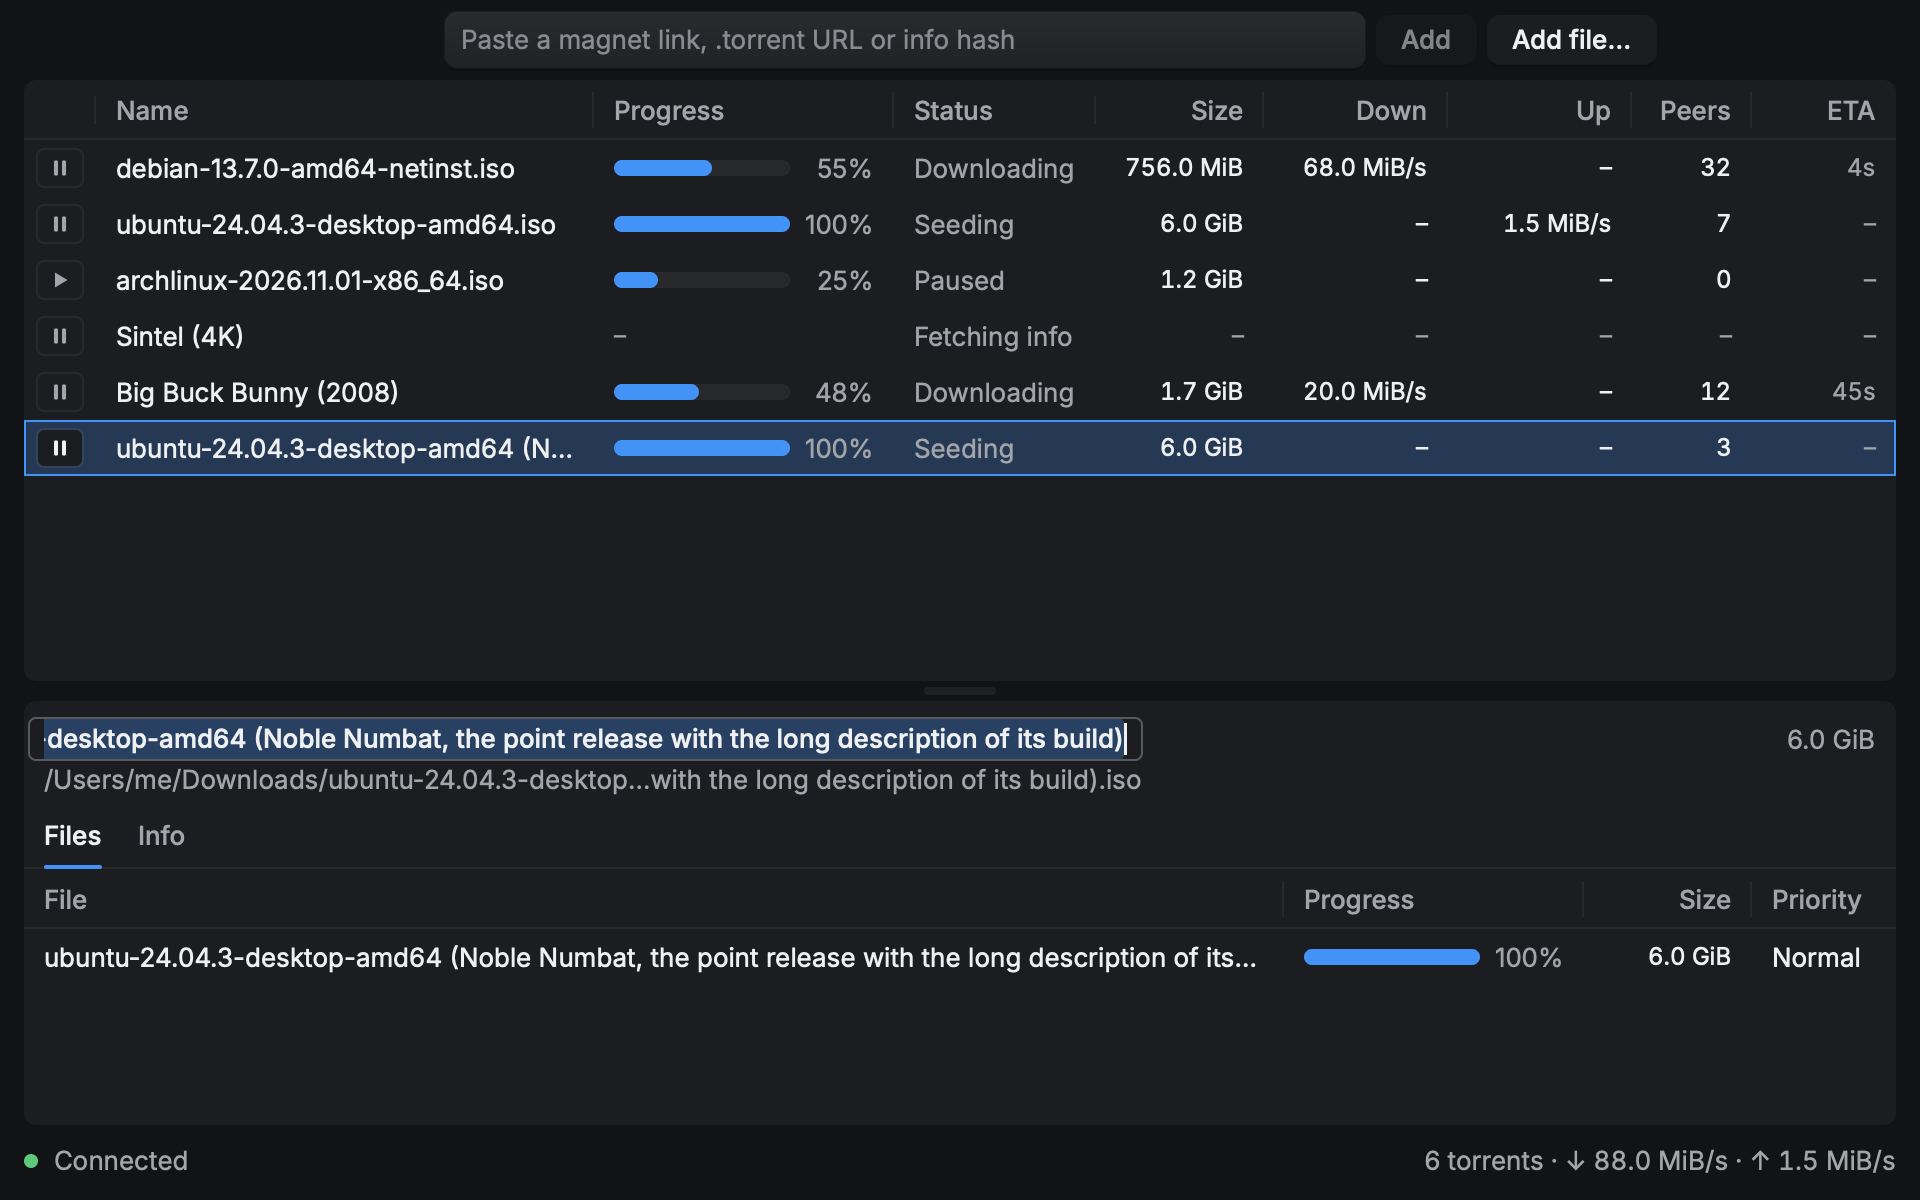 Paste a magnet link, .torrent URL or info hash Add Add file...
Name Progress Status Size Down Up Peers ETA
debian-13.7.0-amd64-netinst.iso 55% Downloading 756.0 MiB 68.0 MiB/s – 32 4s
ubuntu-24.04.3-desktop-amd64.iso 100% Seeding 6.0 GiB – 1.5 MiB/s 7 –
archlinux-2026.11.01-x86_64.iso 25% Paused 1.2 GiB – – 0 –
Sintel (4K) – Fetching info – – – – –
Big Buck Bunny (2008) 48% Downloading 1.7 GiB 20.0 MiB/s – 12 45s
ubuntu-24.04.3-desktop-amd64 (N... 100% Seeding 6.0 GiB – – 3 –
-desktop-amd64 (Noble Numbat, the point release with the long description of its build) 6.0 GiB
/Users/me/Downloads/ubuntu-24.04.3-desktop...with the long description of its build).iso
Files Info
File Progress Size Priority
ubuntu-24.04.3-desktop-amd64 (Noble Numbat, the point release with the long description of its... 100% 6.0 GiB Normal
Connected 6 torrents · ↓ 88.0 MiB/s · ↑ 1.5 MiB/s